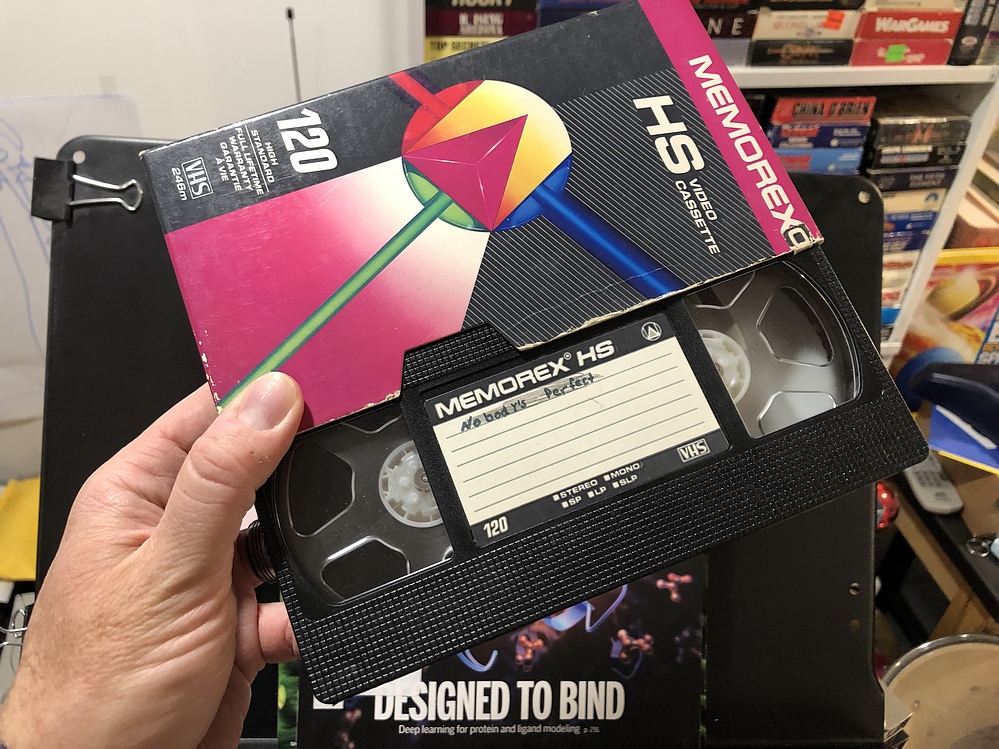 WARGAMES
CHINA O'BRIEN
MEMOREX
HS
VIDEO
CASSETTE
120
HIGH
STANDARD
FULL LIFETIME
WARRANTY
GARANTIE
À VIE
VHS
246m
MEMOREX® HS
Nobody's Perfect
VHS
■STEREO ■MONO
■SP ■LP ■SLP
120
DESIGNED TO BIND
Deep learning for protein and ligand modeling p.291